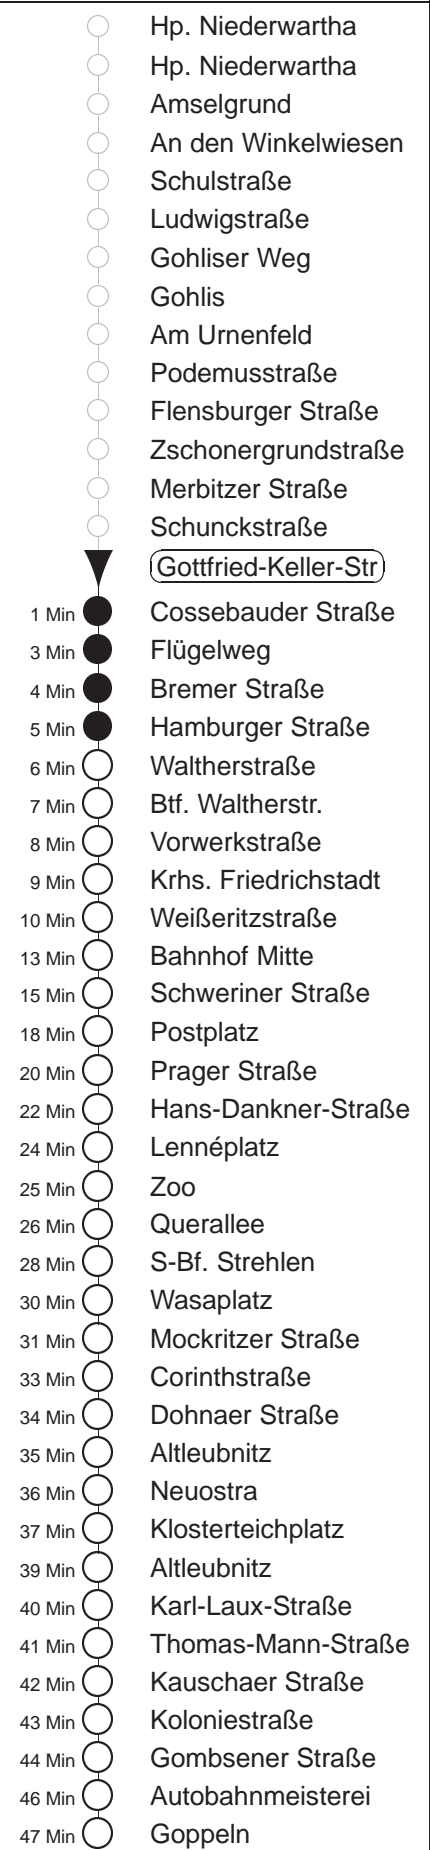 Hp. Niederwartha
Hp. Niederwartha
Amselgrund
An den Winkelwiesen
Schulstraße
Ludwigstraße
Gohliser Weg
Gohlis
Am Urnenfeld
Podemusstraße
Flensburger Straße
Zschonergrundstraße
Merbitzer Straße
Schunckstraße
Gottfried-Keller-Str
1 Min Cossebauder Straße
3 Min Flügelweg
4 Min Bremer Straße
5 Min Hamburger Straße
6 Min Waltherstraße
7 Min Btf. Waltherstr.
8 Min Vorwerkstraße
9 Min Krhs. Friedrichstadt
10 Min Weißeritzstraße
13 Min Bahnhof Mitte
15 Min Schweriner Straße
18 Min Postplatz
20 Min Prager Straße
22 Min Hans-Dankner-Straße
24 Min Lennéplatz
25 Min Zoo
26 Min Querallee
28 Min S-Bf. Strehlen
30 Min Wasaplatz
31 Min Mockritzer Straße
33 Min Corinthstraße
34 Min Dohnaer Straße
35 Min Altleubnitz
36 Min Neuostra
37 Min Klosterteichplatz
39 Min Altleubnitz
40 Min Karl-Laux-Straße
41 Min Thomas-Mann-Straße
42 Min Kauschaer Straße
43 Min Koloniestraße
44 Min Gombsener Straße
46 Min Autobahnmeisterei
47 Min Goppeln